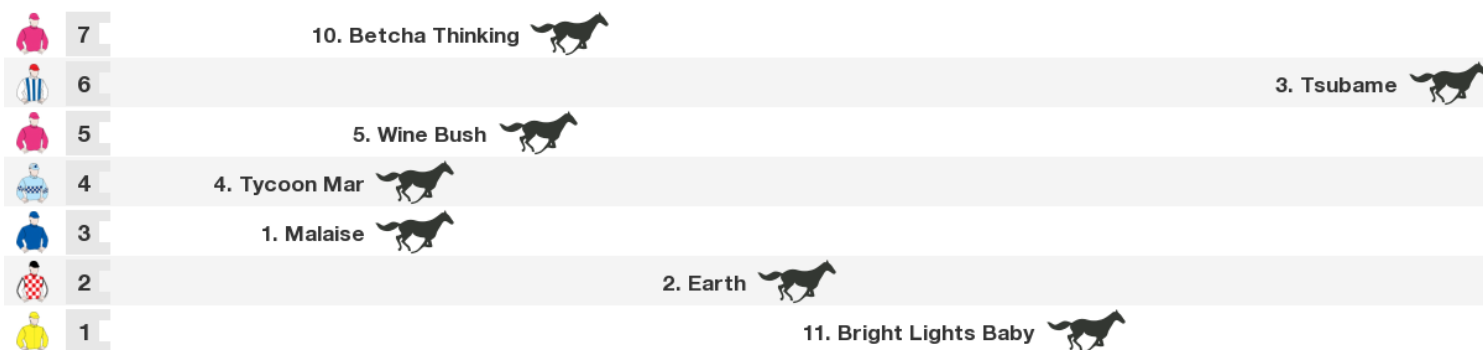 7 10. Betcha Thinking
6 3. Tsubame
5 5. Wine Bush
4 4. Tycoon Mar
3 1. Malaise
2 2. Earth
1 11. Bright Lights Baby